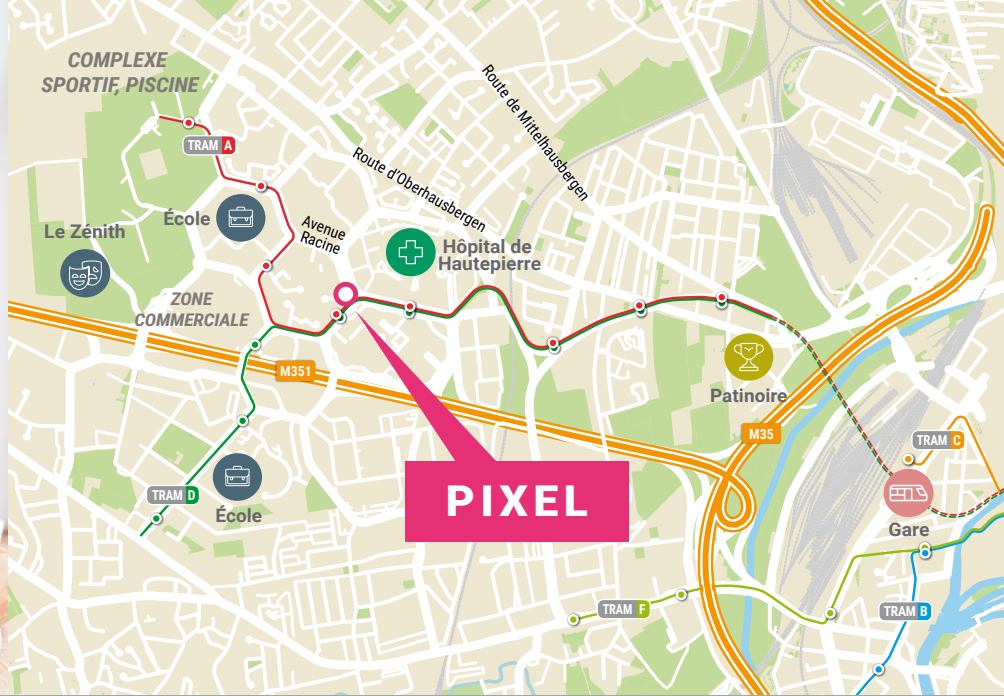 COMPLEXE
SPORTIF, PISCINE
TRAM A
Route de Mittelhausbergen
Route d'Oberhausbergen
École
Avenue
Racine
Le Zénith
Hôpital de
Hautepierre
ZONE
COMMERCIALE
M351
Patinoire
M35
TRAM C
PIXEL
TRAM D
École
Gare
TRAM F
TRAM B